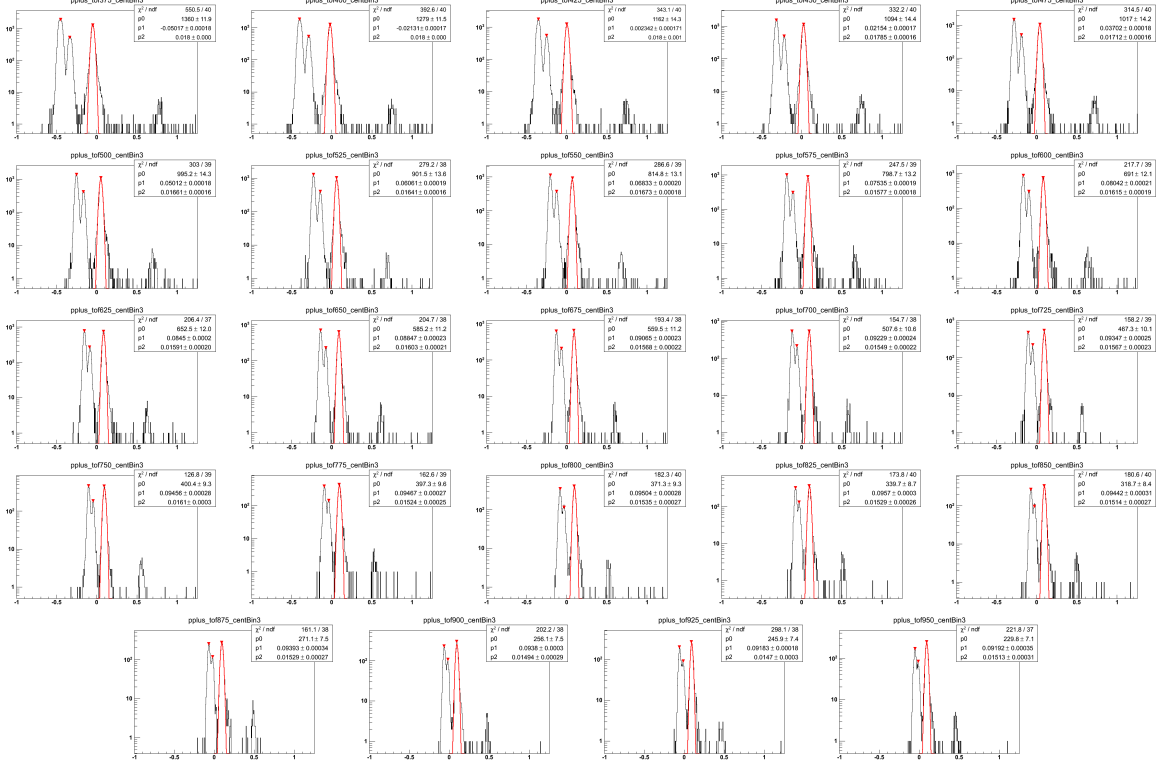 pplus_tof375_centBin3
χ² / ndf 550.5 / 40
p0 1360 ± 11.9
p1 -0.05017 ± 0.00018
p2 0.018 ± 0.000
pplus_tof400_centBin3
χ² / ndf 392.6 / 40
p0 1279 ± 11.5
p1 -0.02131 ± 0.00017
p2 0.018 ± 0.000
pplus_tof425_centBin3
χ² / ndf 343.1 / 40
p0 1162 ± 14.3
p1 0.002342 ± 0.000171
p2 0.018 ± 0.001
pplus_tof450_centBin3
χ² / ndf 332.2 / 40
p0 1094 ± 14.4
p1 0.02154 ± 0.00017
p2 0.01785 ± 0.00016
pplus_tof475_centBin3
χ² / ndf 314.5 / 40
p0 1017 ± 14.2
p1 0.03702 ± 0.00018
p2 0.01712 ± 0.00016
pplus_tof500_centBin3
χ² / ndf 303 / 39
p0 995.2 ± 14.3
p1 0.05012 ± 0.00018
p2 0.01661 ± 0.00016
pplus_tof525_centBin3
χ² / ndf 279.2 / 38
p0 901.5 ± 13.6
p1 0.06061 ± 0.00019
p2 0.01641 ± 0.00016
pplus_tof550_centBin3
χ² / ndf 286.6 / 39
p0 814.8 ± 13.1
p1 0.06833 ± 0.00020
p2 0.01673 ± 0.00018
pplus_tof575_centBin3
χ² / ndf 247.5 / 39
p0 798.7 ± 13.2
p1 0.07535 ± 0.00019
p2 0.01577 ± 0.00018
pplus_tof600_centBin3
χ² / ndf 217.7 / 39
p0 691 ± 12.1
p1 0.08042 ± 0.00021
p2 0.01615 ± 0.00019
pplus_tof625_centBin3
χ² / ndf 206.4 / 37
p0 652.5 ± 12.0
p1 0.0845 ± 0.0002
p2 0.01591 ± 0.00020
pplus_tof650_centBin3
χ² / ndf 204.7 / 38
p0 585.2 ± 11.2
p1 0.08847 ± 0.00023
p2 0.01603 ± 0.00021
pplus_tof675_centBin3
χ² / ndf 193.4 / 38
p0 559.5 ± 11.2
p1 0.09065 ± 0.00023
p2 0.01568 ± 0.00022
pplus_tof700_centBin3
χ² / ndf 154.7 / 38
p0 507.6 ± 10.6
p1 0.09229 ± 0.00024
p2 0.01549 ± 0.00022
pplus_tof725_centBin3
χ² / ndf 158.2 / 39
p0 467.3 ± 10.1
p1 0.09347 ± 0.00025
p2 0.01567 ± 0.00023
pplus_tof750_centBin3
χ² / ndf 126.8 / 39
p0 400.4 ± 9.3
p1 0.09456 ± 0.00028
p2 0.0161 ± 0.0003
pplus_tof775_centBin3
χ² / ndf 162.6 / 39
p0 397.3 ± 9.6
p1 0.09467 ± 0.00027
p2 0.01524 ± 0.00025
pplus_tof800_centBin3
χ² / ndf 182.3 / 40
p0 371.3 ± 9.3
p1 0.09504 ± 0.00028
p2 0.01535 ± 0.00027
pplus_tof825_centBin3
χ² / ndf 173.8 / 40
p0 339.7 ± 8.7
p1 0.0957 ± 0.0003
p2 0.01529 ± 0.00026
pplus_tof850_centBin3
χ² / ndf 180.6 / 40
p0 318.7 ± 8.4
p1 0.09442 ± 0.00031
p2 0.01514 ± 0.00027
pplus_tof875_centBin3
χ² / ndf 161.1 / 38
p0 271.1 ± 7.5
p1 0.09393 ± 0.00034
p2 0.01529 ± 0.00027
pplus_tof900_centBin3
χ² / ndf 202.2 / 38
p0 256.1 ± 7.5
p1 0.0938 ± 0.0003
p2 0.01494 ± 0.00029
pplus_tof925_centBin3
χ² / ndf 298.1 / 38
p0 245.9 ± 7.4
p1 0.09183 ± 0.00018
p2 0.0147 ± 0.0003
pplus_tof950_centBin3
χ² / ndf 221.8 / 37
p0 229.8 ± 7.1
p1 0.09192 ± 0.00035
p2 0.01513 ± 0.00031